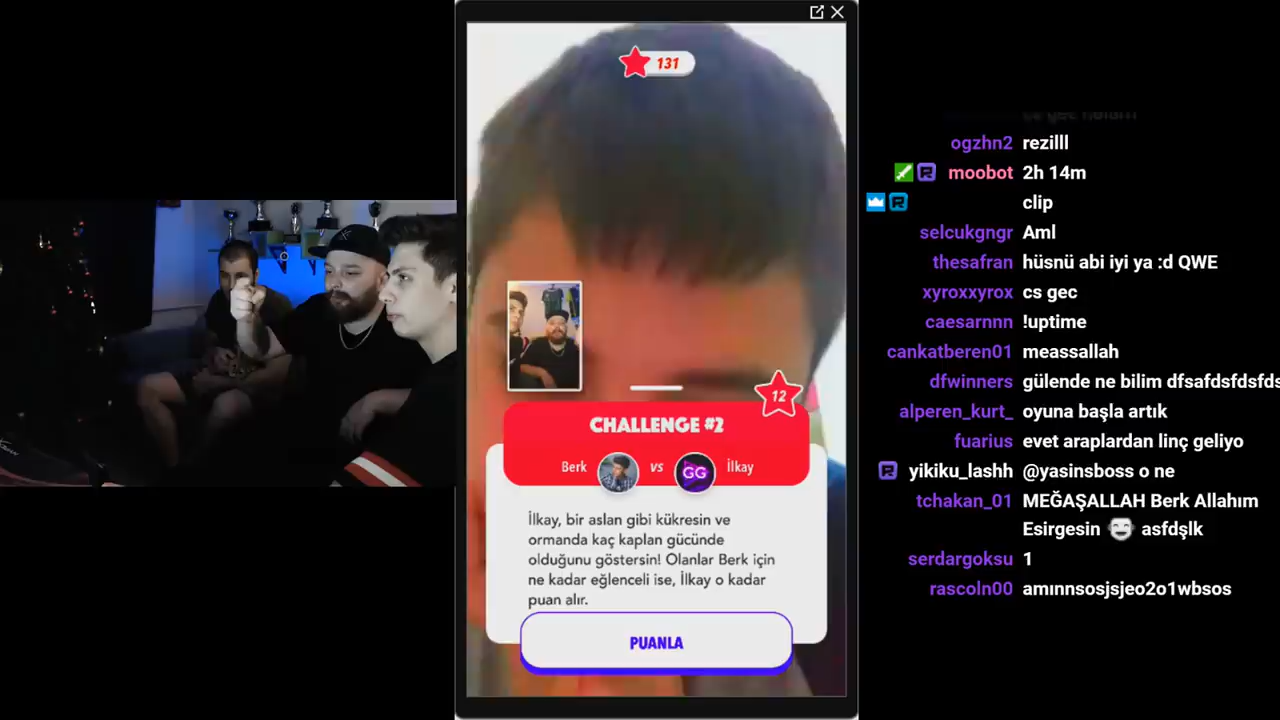 131
12
CHALLENGE #2
Berk vs GG İlkay
İlkay, bir aslan gibi kükresin ve
ormanda kaç kaplan gücünde
olduğunu göstersin! Olanlar Berk için
ne kadar eğlenceli ise, İlkay o kadar
puan alır.
PUANLA
ogzhn2 rezilll
moobot 2h 14m
clip
selcukgngr Aml
thesafran hüsnü abi iyi ya :d QWE
xyroxxyrox cs gec
caesarnnn !uptime
cankatberen01 meassallah
dfwinners gülende ne bilim dfsafdsfdsfds
alperen_kurt_ oyuna başla artık
fuarius evet araplardan linç geliyo
yikiku_lashh @yasinsboss o ne
tchakan_01 MEĞAŞALLAH Berk Allahım
Esirgesin asfdşlk
serdargoksu 1
rascoln00 amınnsosjsjeo2o1wbsos